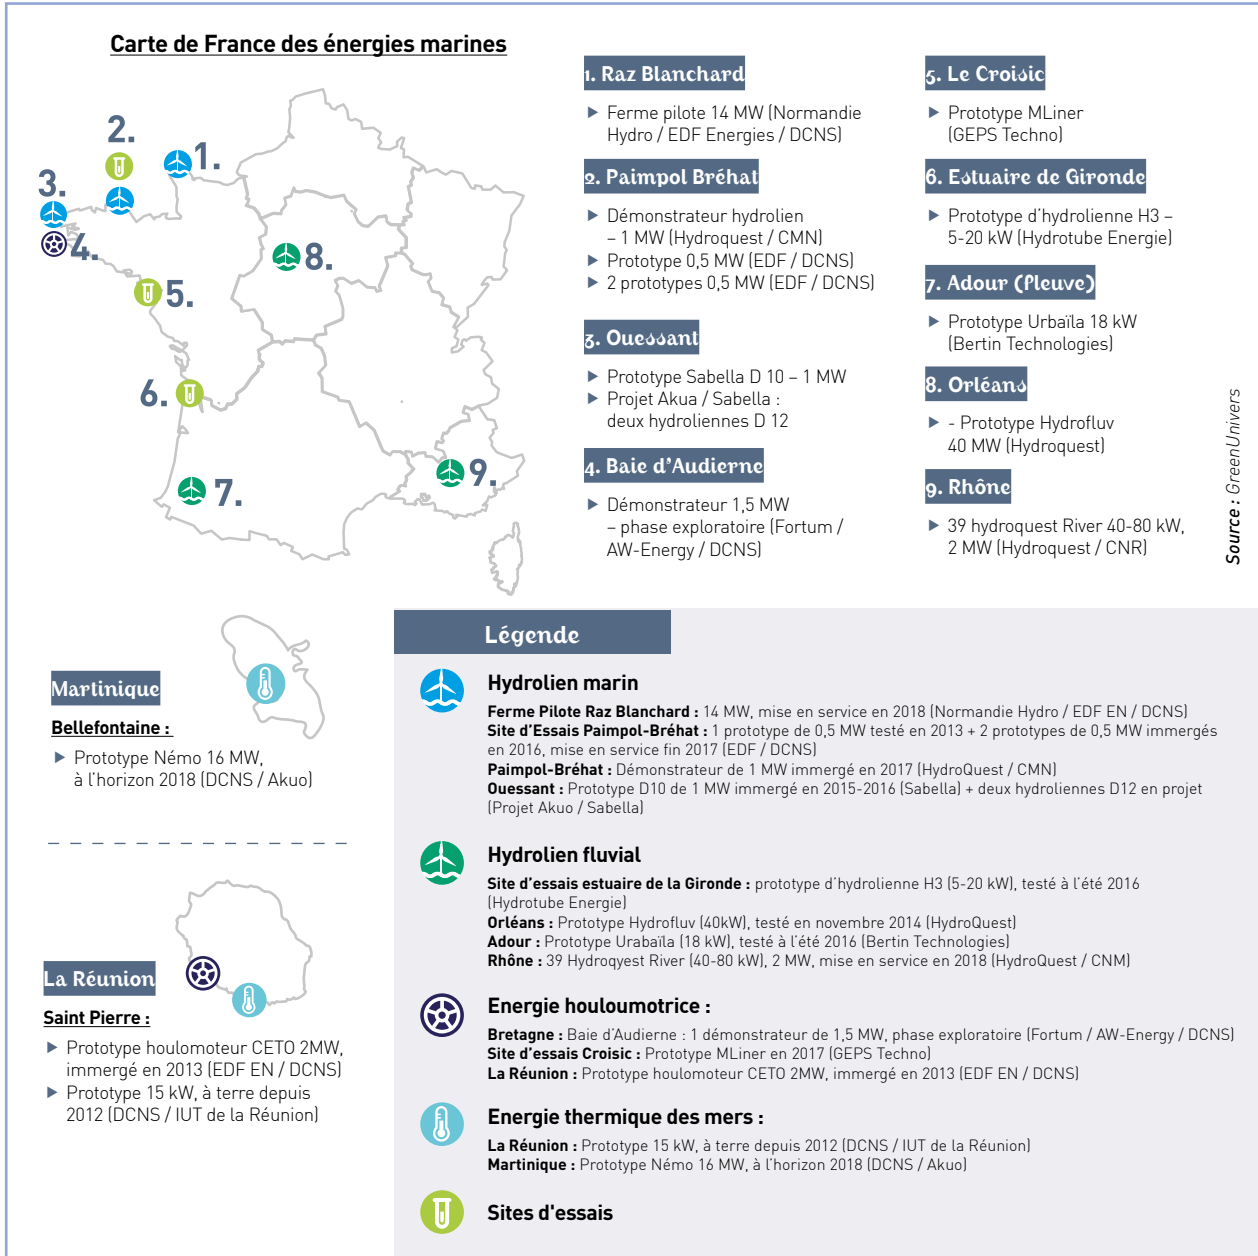 Carte de France des énergies marines
1.
2.
3.
4.
5.
6.
7.
8.
9.
1. Raz Blanchard
▶ Ferme pilote 14 MW (Normandie
Hydro / EDF Energies / DCNS)
2. Paimpol Bréhat
▶ Démonstrateur hydrolien
– 1 MW (Hydroquest / CMN)
▶ Prototype 0,5 MW (EDF / DCNS)
▶ 2 prototypes 0,5 MW (EDF / DCNS)
3. Ouessant
▶ Prototype Sabella D 10 – 1 MW
▶ Projet Akua / Sabella :
deux hydroliennes D 12
4. Baie d'Audierne
▶ Démonstrateur 1,5 MW
– phase exploratoire (Fortum /
AW-Energy / DCNS)
5. Le Croisic
▶ Prototype MLiner
(GEPS Techno)
6. Estuaire de Gironde
▶ Prototype d'hydrolienne H3 –
5-20 kW (Hydrotube Energie)
7. Adour (fleuve)
▶ Prototype Urbaïla 18 kW
(Bertin Technologies)
8. Orléans
▶ - Prototype Hydrofluv
40 MW (Hydroquest)
9. Rhône
▶ 39 hydroquest River 40-80 kW,
2 MW (Hydroquest / CNR)
Source : GreenUnivers
Martinique
Bellefontaine :
▶ Prototype Némo 16 MW,
à l'horizon 2018 (DCNS / Akuo)
La Réunion
Saint Pierre :
▶ Prototype houlomoteur CETO 2MW,
immergé en 2013 (EDF EN / DCNS)
▶ Prototype 15 kW, à terre depuis
2012 (DCNS / IUT de la Réunion)
Légende
Hydrolien marin
Ferme Pilote Raz Blanchard : 14 MW, mise en service en 2018 (Normandie Hydro / EDF EN / DCNS)
Site d'Essais Paimpol-Bréhat : 1 prototype de 0,5 MW testé en 2013 + 2 prototypes de 0,5 MW immergés
en 2016, mise en service fin 2017 (EDF / DCNS)
Paimpol-Bréhat : Démonstrateur de 1 MW immergé en 2017 (HydroQuest / CMN)
Ouessant : Prototype D10 de 1 MW immergé en 2015-2016 (Sabella) + deux hydroliennes D12 en projet
(Projet Akuo / Sabella)
Hydrolien fluvial
Site d'essais estuaire de la Gironde : prototype d'hydrolienne H3 (5-20 kW), testé à l'été 2016
(Hydrotube Energie)
Orléans : Prototype Hydrofluv (40kW), testé en novembre 2014 (HydroQuest)
Adour : Prototype Urabaïla (18 kW), testé à l'été 2016 (Bertin Technologies)
Rhône : 39 Hydroqyest River (40-80 kW), 2 MW, mise en service en 2018 (HydroQuest / CNM)
Energie houloumotrice :
Bretagne : Baie d'Audierne : 1 démonstrateur de 1,5 MW, phase exploratoire (Fortum / AW-Energy / DCNS)
Site d'essais Croisic : Prototype MLiner en 2017 (GEPS Techno)
La Réunion : Prototype houlomoteur CETO 2MW, immergé en 2013 (EDF EN / DCNS)
Energie thermique des mers :
La Réunion : Prototype 15 kW, à terre depuis 2012 (DCNS / IUT de la Réunion)
Martinique : Prototype Némo 16 MW, à l'horizon 2018 (DCNS / Akuo)
Sites d'essais